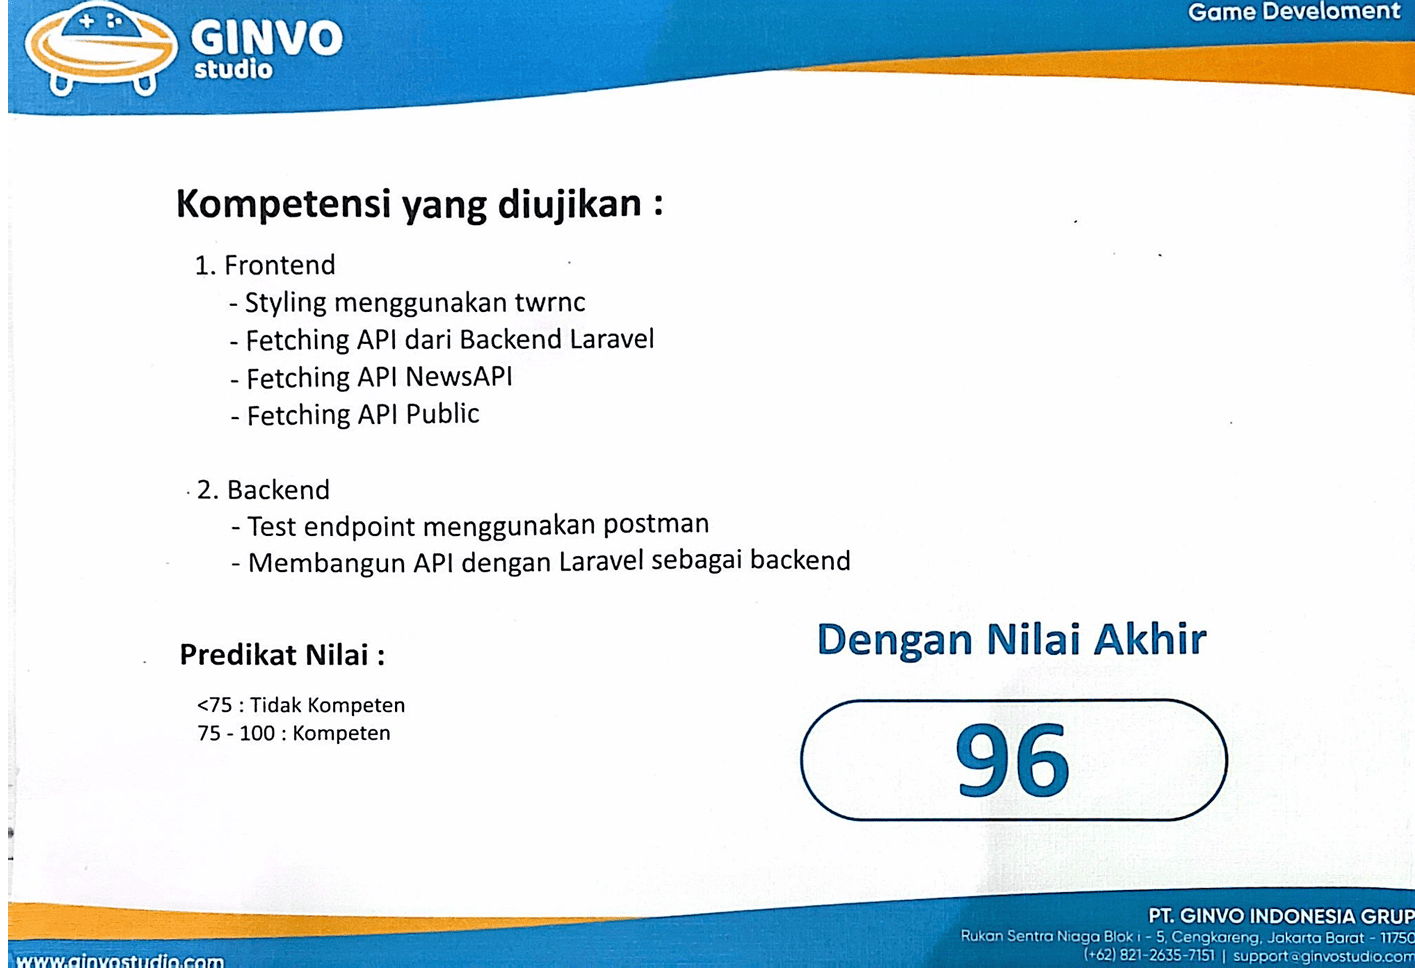 GINVO
studio
Game Develoment
Kompetensi yang diujikan :
1. Frontend
- Styling menggunakan twrnc
- Fetching API dari Backend Laravel
- Fetching API NewsAPI
- Fetching API Public
2. Backend
- Test endpoint menggunakan postman
- Membangun API dengan Laravel sebagai backend
Predikat Nilai :
<75 : Tidak Kompeten
75 - 100 : Kompeten
Dengan Nilai Akhir
96
PT. GINVO INDONESIA GRUP
Rukan Sentra Niaga Blok i - 5, Cengkareng, Jakarta Barat - 11750
(+62) 821-2635-7151 | support@ginvostudio.com
www.ginvostudio.com